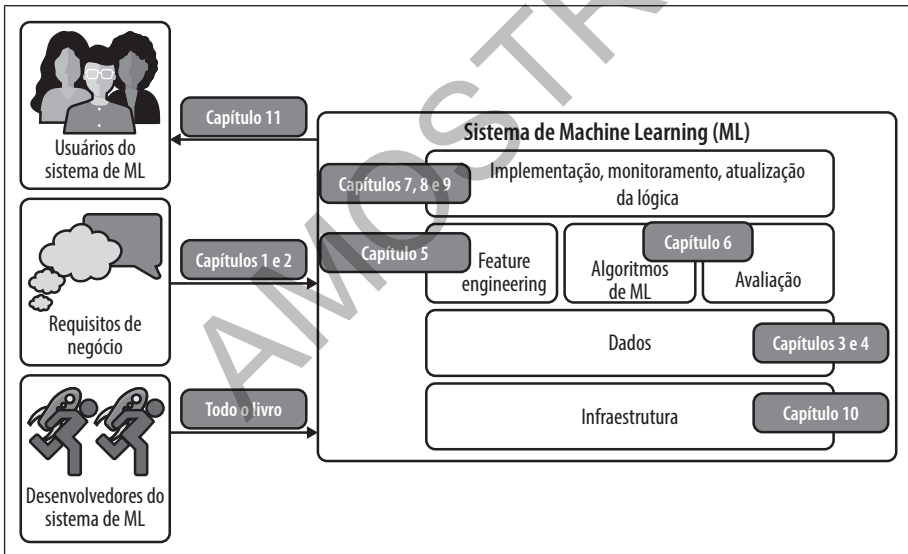 Usuários do
sistema de ML
Capítulo 11
Requisitos de
negócio
Capítulos 1 e 2
Desenvolvedores do
sistema de ML
Todo o livro
Sistema de Machine Learning (ML)
Capítulos 7, 8 e 9
Implementação, monitoramento, atualização
da lógica
Capítulo 5
Feature
engineering
Capítulo 6
Algoritmos
de ML
Avaliação
Dados
Capítulos 3 e 4
Infraestrutura
Capítulo 10
AMOSTR